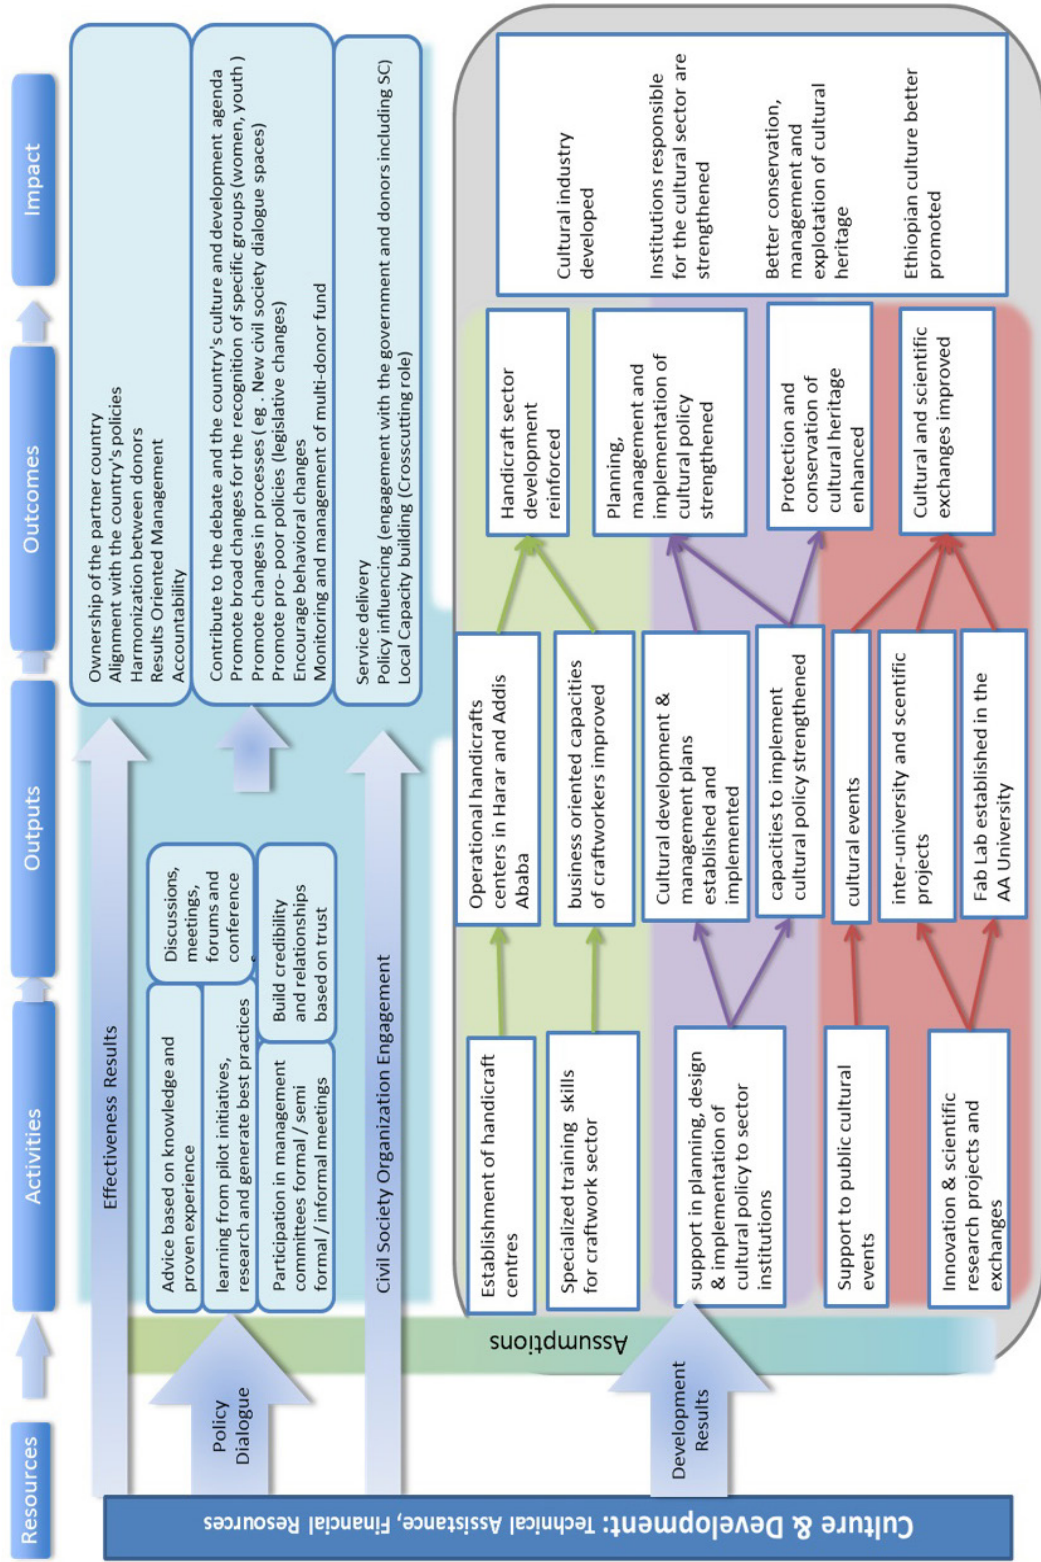 Resources
Activities
Outputs
Outcomes
Impact
Culture & Development: Technical Assistance, Financial Resources
Effectiveness Results
Ownership of the partner country
Alignment with the country's policies
Harmonization between donors
Results Oriented Management
Accountability
Policy
Dialogue
Advice based on knowledge and
proven experience
learning from pilot initiatives,
research and generate best practices
Participation in management
committees formal / semi
formal / informal meetings
Discussions,
meetings,
forums and
conference
Build credibility
and relationships
based on trust
Contribute to the debate and the country's culture and development agenda
Promote broad changes for the recognition of specific groups (women, youth )
Promote changes in processes ( eg . New civil society dialogue spaces)
Promote pro- poor policies (legislative changes)
Encourage behavioral changes
Monitoring and management of multi-donor fund
Civil Society Organization Engagement
Service delivery
Policy influencing (engagement with the government and donors including SC)
Local Capacity building (Crosscutting role)
Assumptions
Development
Results
Establishment of handicraft
centres
Specialized training skills
for craftwork sector
support in planning, design
& implementation of
cultural policy to sector
institutions
Support to public cultural
events
Innovation & scientific
research projects and
exchanges
Operational handicrafts
centers in Harar and Addis
Ababa
business oriented capacities
of craftworkers improved
Cultural development &
management plans
established and
implemented
capacities to implement
cultural policy strengthened
cultural events
inter-university and scientific
projects
Fab Lab established in the
AA University
Handicraft sector
development
reinforced
Planning,
management and
implementation of
cultural policy
strengthened
Protection and
conservation of
cultural heritage
enhanced
Cultural and scientific
exchanges improved
Cultural industry
developed
Institutions responsible
for the cultural sector are
strengthened
Better conservation,
management and
explotation of cultural
heritage
Ethiopian culture better
promoted